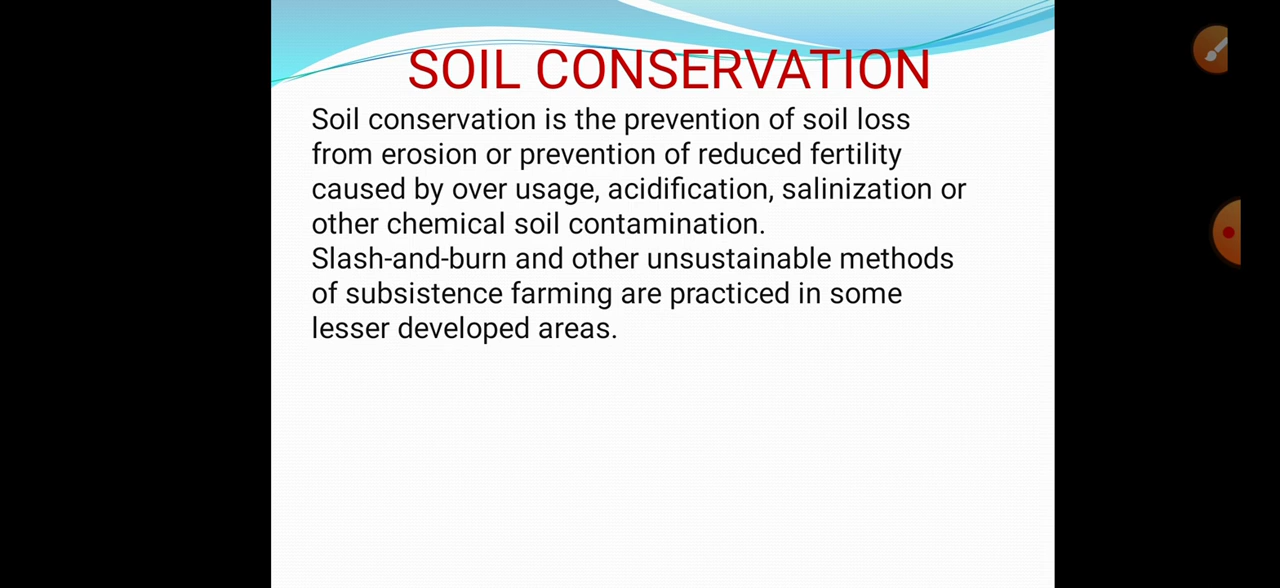 SOIL CONSERVATION
Soil conservation is the prevention of soil loss
from erosion or prevention of reduced fertility
caused by over usage, acidification, salinization or
other chemical soil contamination.
Slash-and-burn and other unsustainable methods
of subsistence farming are practiced in some
lesser developed areas.